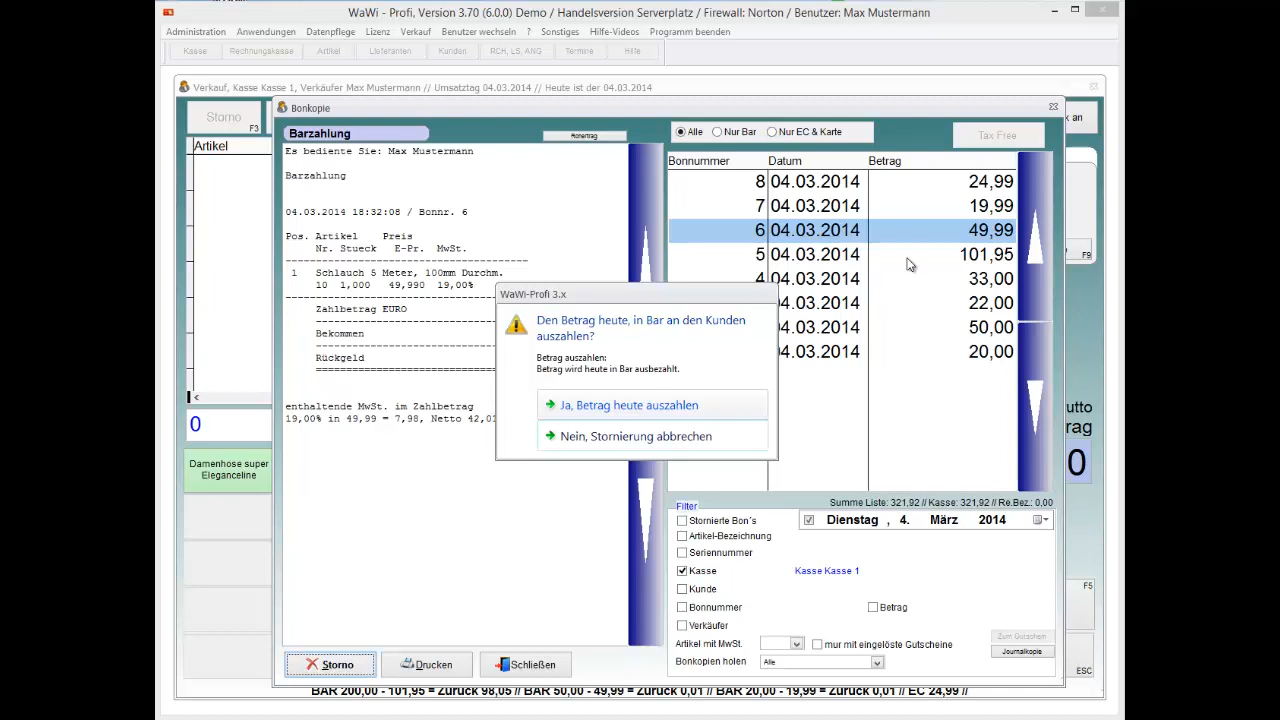 WaWi - Profi, Version 3.70 (6.0.0) Demo / Handelsversion Serverplatz / Firewall: Norton / Benutzer: Max Mustermann
Administration Anwendungen Datenpflege Lizenz Verkauf Benutzer wechseln ? Sonstiges Hilfe-Videos Programm beenden
Kasse Rechnungskasse Artikel Lieferanten Kunden RCH, LS, ANG Termine Hilfe
Verkauf, Kasse Kasse 1, Verkäufer Max Mustermann // Umsatztag 04.03.2014 // Heute ist der 04.03.2014
Storno
F3
Artikel
<
0
Damenhose super
Eleganceline
Bonkopie
Barzahlung
Es bediente Sie: Max Mustermann
Barzahlung
04.03.2014 18:32:08 / Bonnr. 6
Pos. Artikel Preis
Nr. Stueck E-Pr. MwSt.
1 Schlauch 5 Meter, 100mm Durchm.
10 1,000 49,990 19,00%
Zahlbetrag EURO
Bekommen
Rückgeld
enthaltende MwSt. im Zahlbetrag
19,00% in 49,99 = 7,98, Netto 42,01
Storno Drucken Schließen
Alle Nur Bar Nur EC & Karte
Tax Free
Bonnummer Datum Betrag
8 04.03.2014 24,99
7 04.03.2014 19,99
6 04.03.2014 49,99
5 04.03.2014 101,95
4 04.03.2014 33,00
04.03.2014 22,00
04.03.2014 50,00
04.03.2014 20,00
WaWi-Profi 3.x
Den Betrag heute, in Bar an den Kunden
auszahlen?
Betrag auszahlen:
Betrag wird heute in Bar ausbezahlt.
Ja, Betrag heute auszahlen
Nein, Stornierung abbrechen
Summe Liste: 321,92 // Kasse: 321,92 // Re.Bez.: 0,00
Filter
Stornierte Bon´s
Dienstag , 4. März 2014
Artikel-Bezeichnung
Seriennummer
Kasse Kasse Kasse 1
Kunde
Bonnummer Betrag
Verkäufer
Artikel mit MwSt. nur mit eingelöste Gutscheine
Bonkopien holen Alle
Zum Gutschein
Journalkopie
an
F9
utto
rag
0
F5
ESC
BAR 200,00 - 101,95 = Zurück 98,05 // BAR 50,00 - 49,99 = Zurück 0,01 // BAR 20,00 - 19,99 = Zurück 0,01 // EC 24,99 //